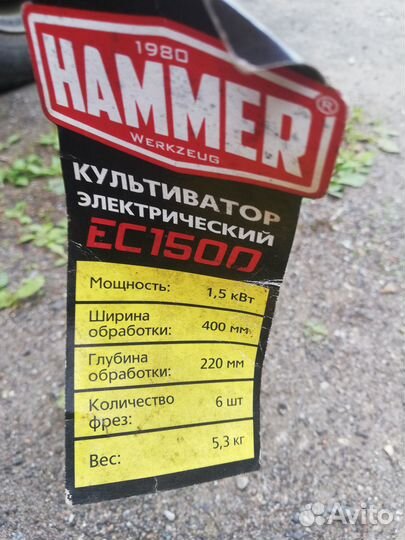 1980
HAMMER®
WERKZEUG
КУЛЬТИВАТОР
ЭЛЕКТРИЧЕСКИЙ
EC1500
Мощность: 1,5 кВт
Ширина
обработки: 400 мм
Глубина
обработки: 220 мм
Количество
фрез: 6 шт
Вес: 5,3 кг
Avito